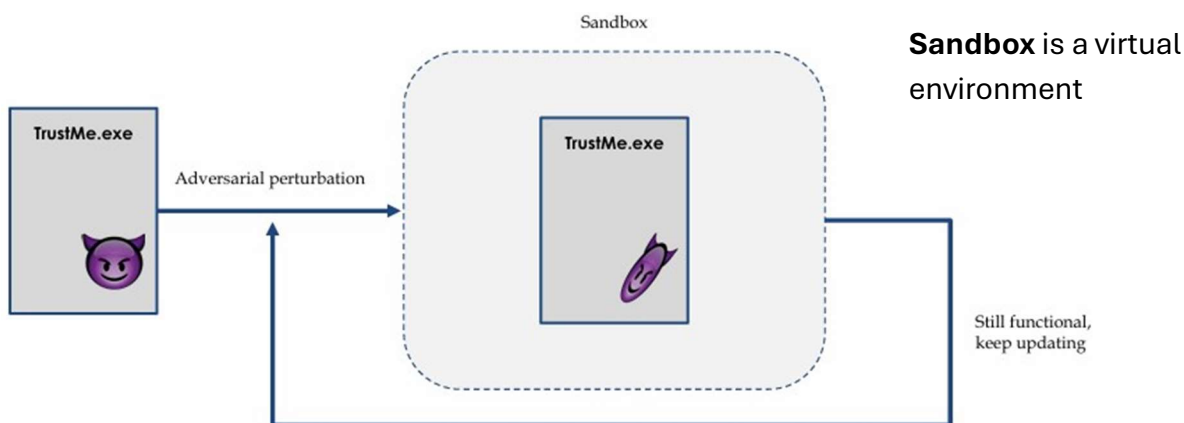 Sandbox
Sandbox is a virtual
environment
TrustMe.exe
Adversarial perturbation
TrustMe.exe
Still functional,
keep updating